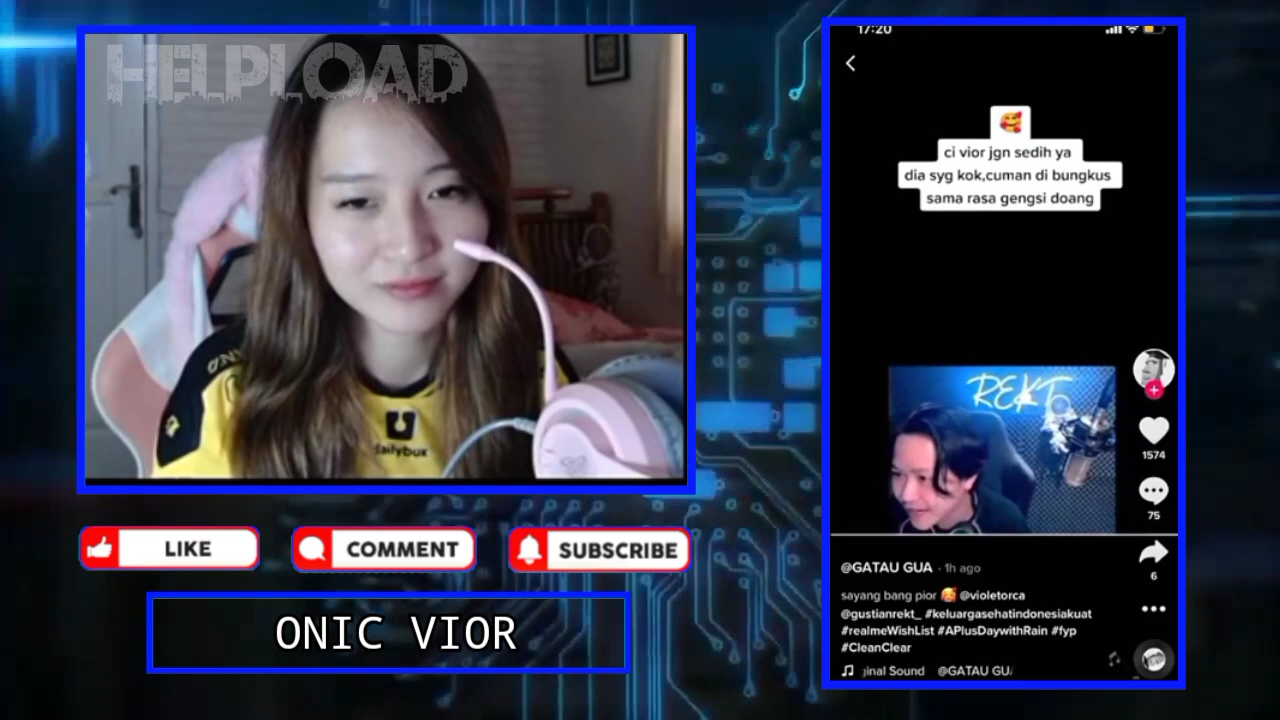 HELPLOAD
dailybux
LIKE
COMMENT
SUBSCRIBE
ONIC VIOR
17:20
ci vior jgn sedih ya
dia syg kok,cuman di bungkus
sama rasa gengsi doang
REKT
1574
75
6
@GATAU GUA · 1h ago
sayang bang pior 🥰 @violetorca
@gustianrekt_ #keluargasehatindonesiakuat
#realmeWishList #APlusDaywithRain #fyp
#CleanClear
ginal Sound @GATAU GU